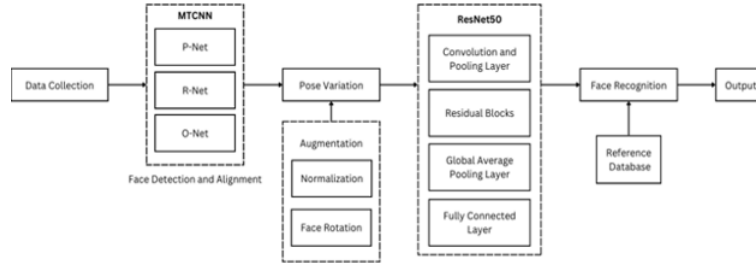 MTCNN
P-Net
R-Net
O-Net
Data Collection
Face Detection and Alignment
Pose Variation
Augmentation
Normalization
Face Rotation
ResNet50
Convolution and
Pooling Layer
Residual Blocks
Global Average
Pooling Layer
Fully Connected
Layer
Face Recognition
Reference
Database
Output